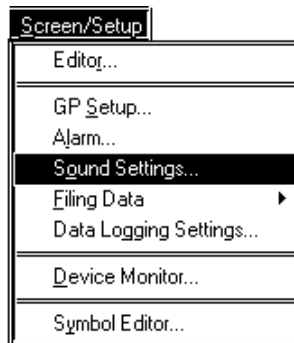 Screen/Setup
Editor...
GP Setup...
Alarm...
Sound Settings...
Filing Data
Data Logging Settings...
Device Monitor...
Symbol Editor...